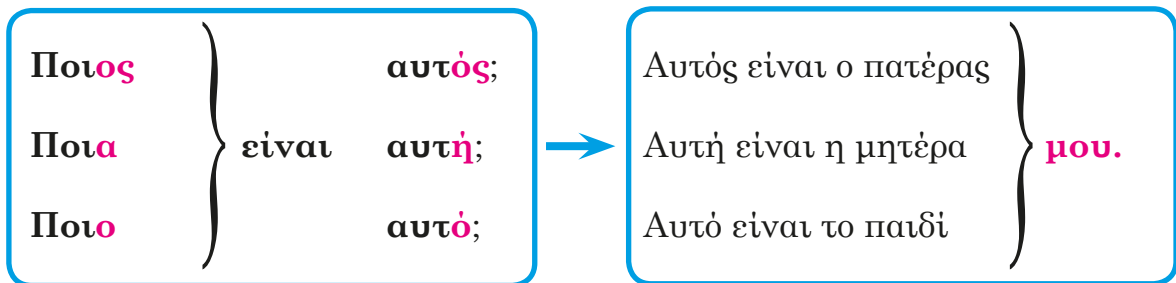 Ποιος αυτός; Αυτός είναι ο πατέρας
Ποια είναι αυτή; Αυτή είναι η μητέρα μου.
Ποιο αυτό; Αυτό είναι το παιδί